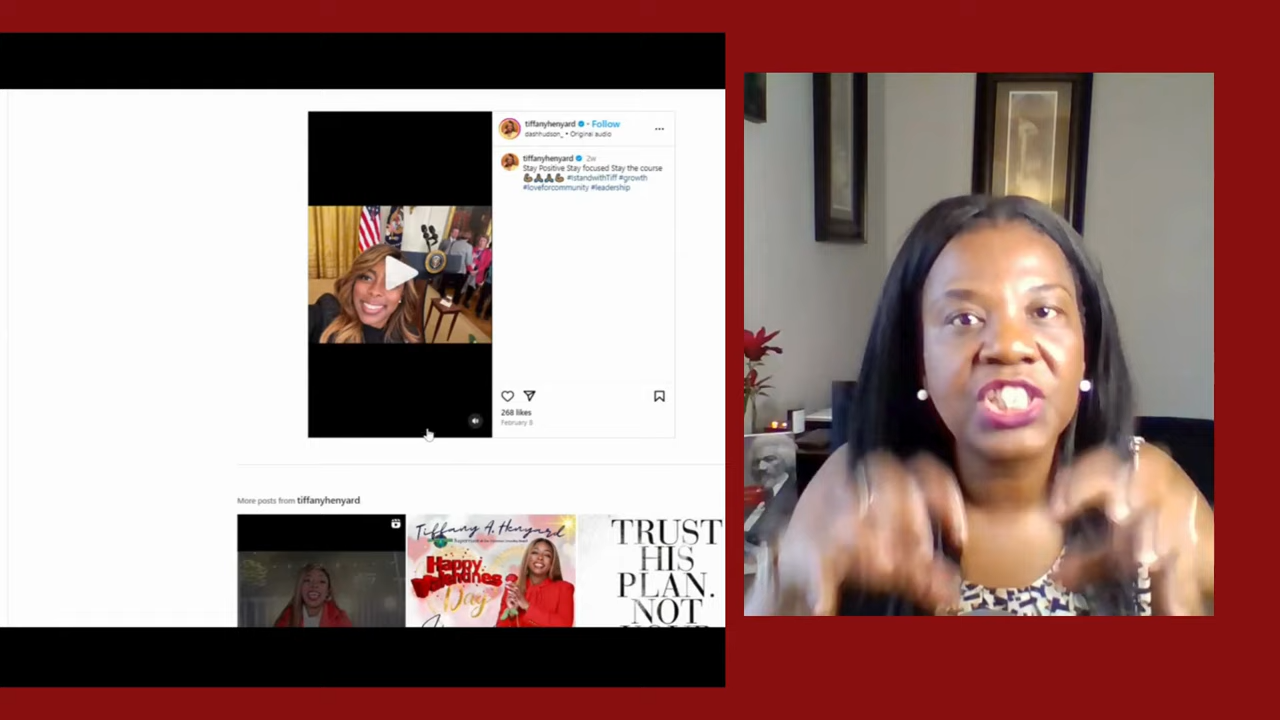 tiffanyhenyard • Follow
dashhudson_ • Original audio
tiffanyhenyard 2w
Stay Positive Stay focused Stay the course
#IstandwithTiff #growth
#loveforcommunity #leadership
268 likes
February 8
More posts from tiffanyhenyard
Tiffany A. Henyard
Happy
Valentines
Day
TRUST
HIS
PLAN.
NOT